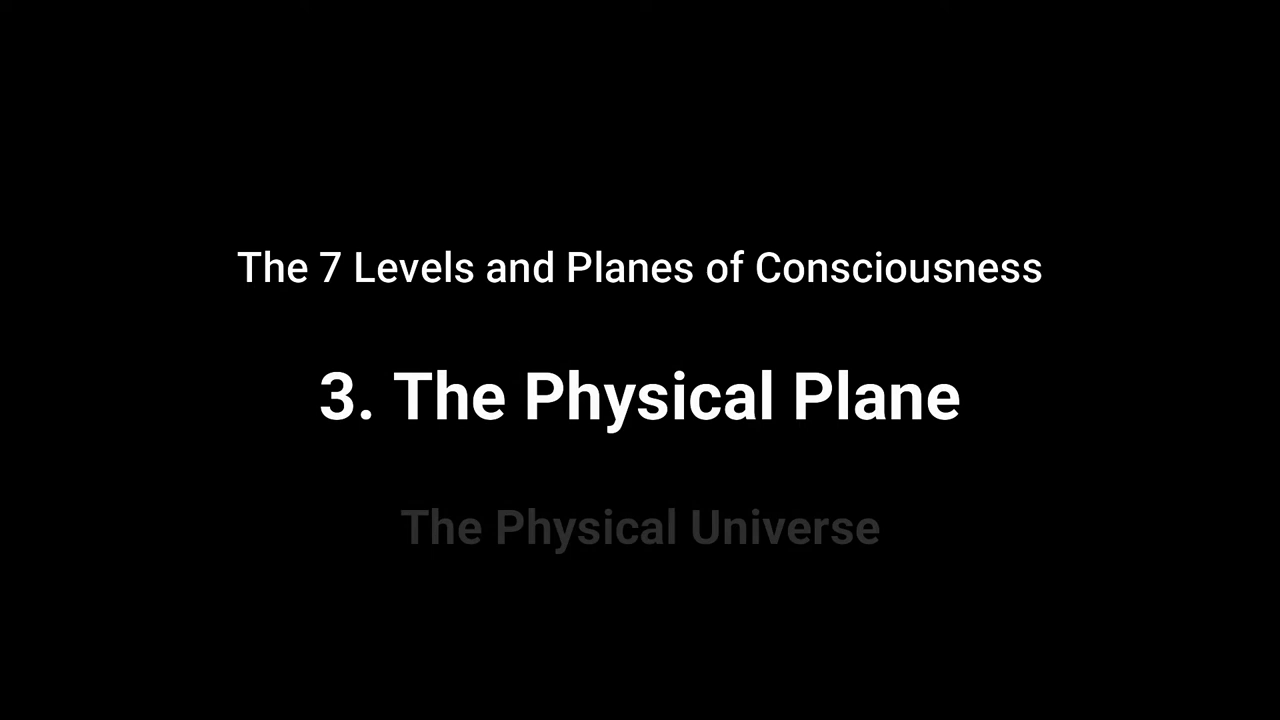 The 7 Levels and Planes of Consciousness
3. The Physical Plane
The Physical Universe